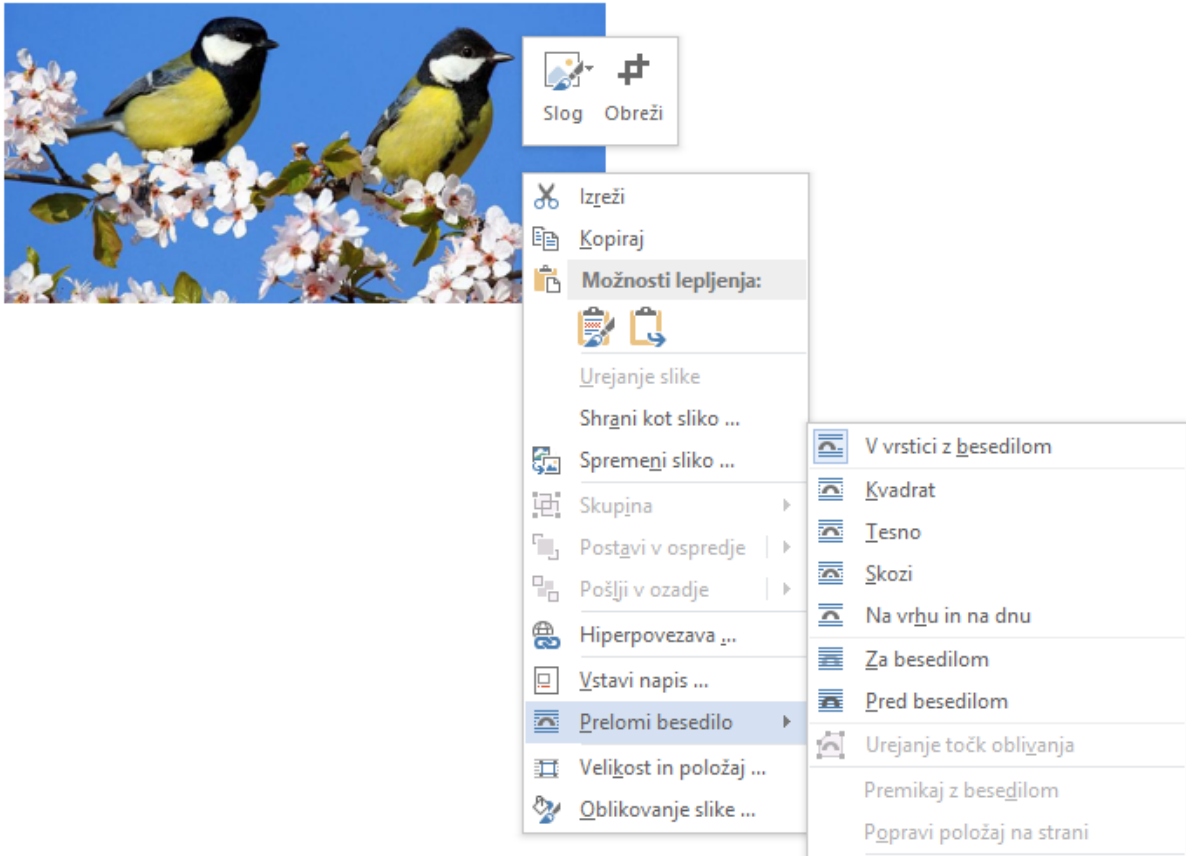 Slog
Obreži
Izreži
Kopiraj
Možnosti lepljenja:
Urejanje slike
Shrani kot sliko ...
Spremeni sliko ...
Skupina
Postavi v ospredje
Pošlji v ozadje
Hiperpovezava ...
Vstavi napis ...
Prelomi besedilo
Velikost in položaj ...
Oblikovanje slike ...
V vrstici z besedilom
Kvadrat
Tesno
Skozi
Na vrhu in na dnu
Za besedilom
Pred besedilom
Urejanje točk oblivanja
Premikaj z besedilom
Popravi položaj na strani